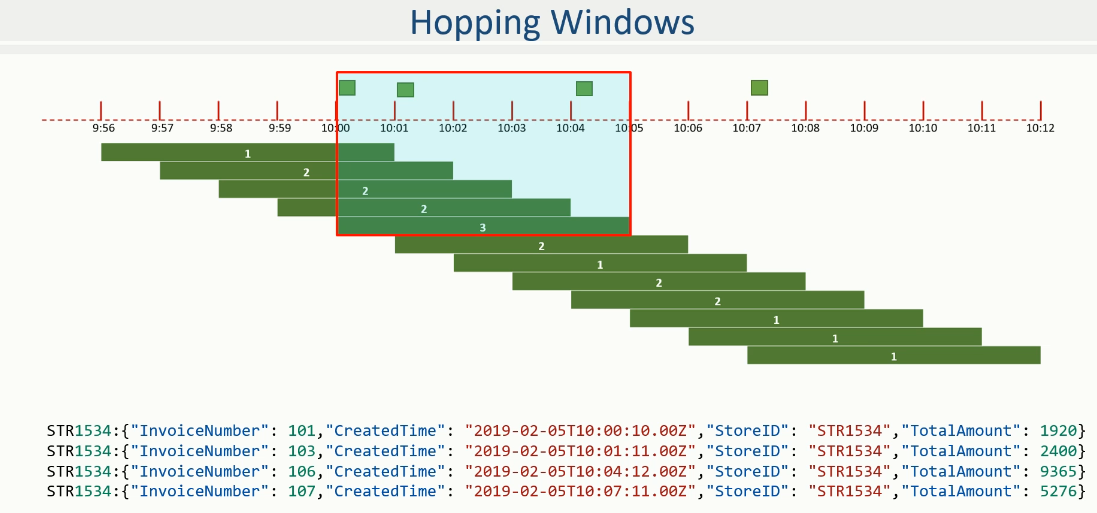 Hopping Windows
9:56 9:57 9:58 9:59 10:00 10:01 10:02 10:03 10:04 10:05 10:06 10:07 10:08 10:09 10:10 10:11 10:12
1
2
2
2
3
2
1
2
2
1
1
1
STR1534:{"InvoiceNumber": 101,"CreatedTime": "2019-02-05T10:00:10.00Z","StoreID": "STR1534","TotalAmount": 1920}
STR1534:{"InvoiceNumber": 103,"CreatedTime": "2019-02-05T10:01:11.00Z","StoreID": "STR1534","TotalAmount": 2400}
STR1534:{"InvoiceNumber": 106,"CreatedTime": "2019-02-05T10:04:12.00Z","StoreID": "STR1534","TotalAmount": 9365}
STR1534:{"InvoiceNumber": 107,"CreatedTime": "2019-02-05T10:07:11.00Z","StoreID": "STR1534","TotalAmount": 5276}